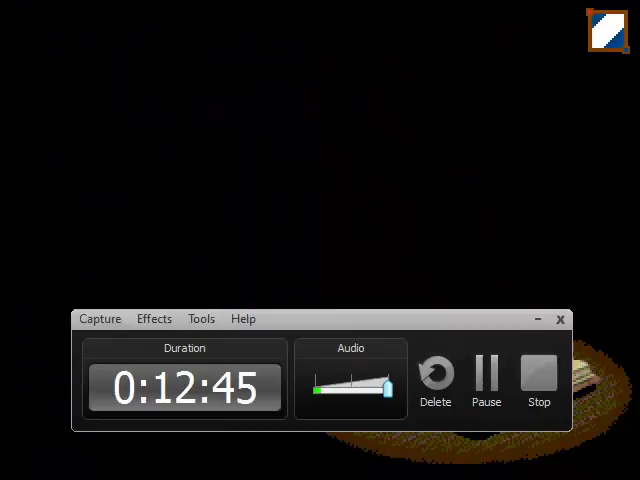 Capture Effects Tools Help
Duration
Audio
0:12:45
Delete Pause Stop